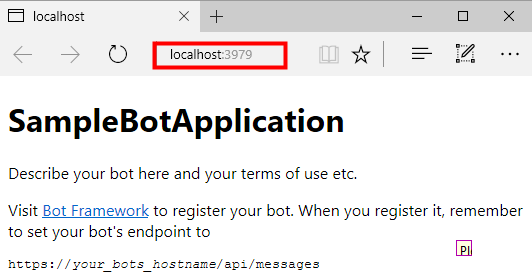 localhost
localhost:3979
SampleBotApplication
Describe your bot here and your terms of use etc.
Visit Bot Framework to register your bot. When you register it, remember
to set your bot's endpoint to
https://your_bots_hostname/api/messages